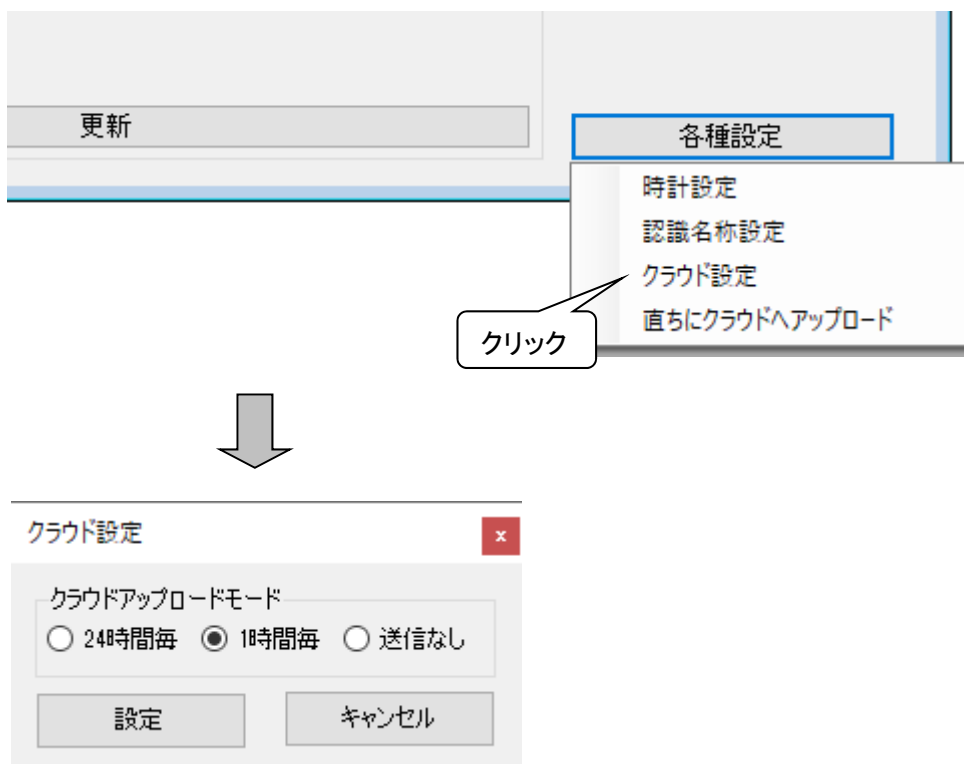 更新
各種設定
時計設定
認識名称設定
クラウド設定
直ちにクラウドへアップロード
クリック
クラウド設定
x
クラウドアップロードモード
24時間毎 1時間毎 送信なし
設定 キャンセル